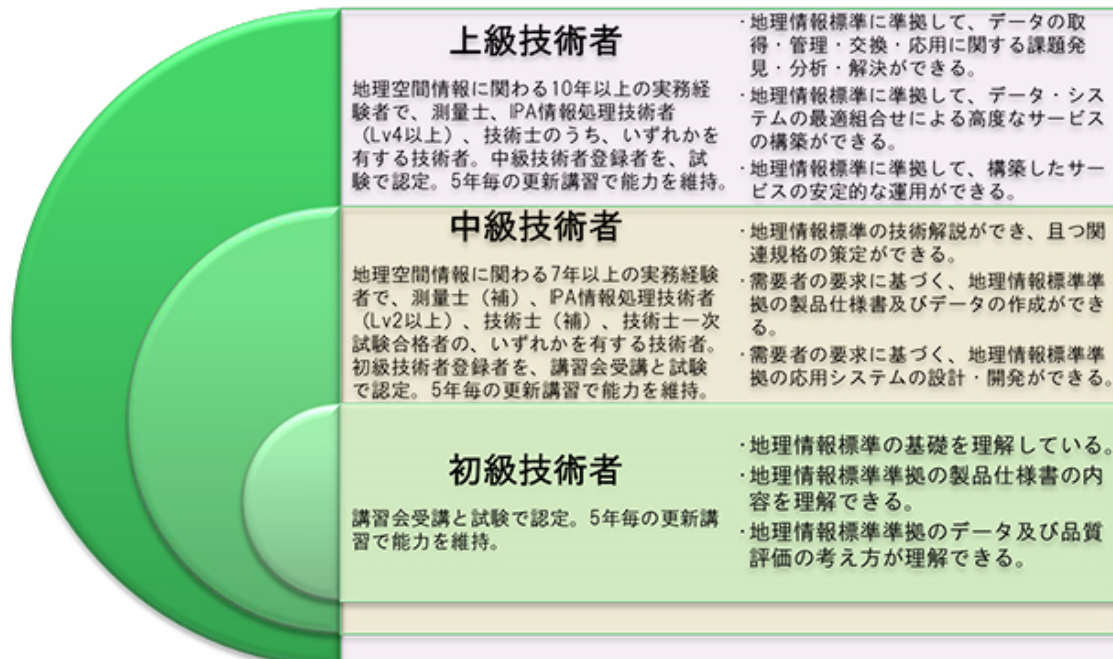 上級技術者
地理空間情報に関わる10年以上の実務経
験者で、測量士、IPA情報処理技術者
（Lv4以上）、技術士のうち、いずれかを
有する技術者。中級技術者登録者を、試
験で認定。5年毎の更新講習で能力を維持。
・地理情報標準に準拠して、データの取
得・管理・交換・応用に関する課題発
見・分析・解決ができる。
・地理情報標準に準拠して、データ・シス
テムの最適組合せによる高度なサービス
の構築ができる。
・地理情報標準に準拠して、構築したサー
ビスの安定的な運用ができる。
中級技術者
地理空間情報に関わる7年以上の実務経験
者で、測量士（補）、IPA情報処理技術者
（Lv2以上）、技術士（補）、技術士一次
試験合格者の、いずれかを有する技術者。
初級技術者登録者を、講習会受講と試験
で認定。5年毎の更新講習で能力を維持。
・地理情報標準の技術解説ができ、且つ関
連規格の策定ができる。
・需要者の要求に基づく、地理情報標準準
拠の製品仕様書及びデータの作成ができ
る。
・需要者の要求に基づく、地理情報標準準
拠の応用システムの設計・開発ができる。
初級技術者
講習会受講と試験で認定。5年毎の更新講
習で能力を維持。
・地理情報標準の基礎を理解している。
・地理情報標準準拠の製品仕様書の内
容を理解できる。
・地理情報標準準拠のデータ及び品質
評価の考え方が理解できる。